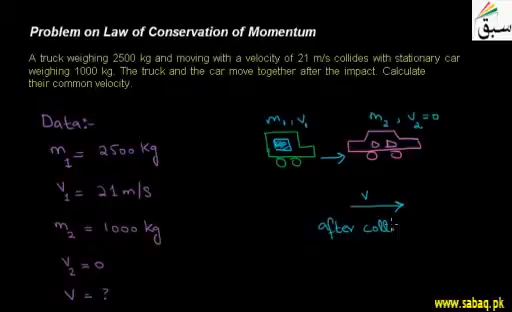 Problem on Law of Conservation of Momentum
سبق
A truck weighing 2500 kg and moving with a velocity of 21 m/s collides with stationary car
weighing 1000 kg. The truck and the car move together after the impact. Calculate
their common velocity.
Data:-
m₁ = 2500 kg
v₁ = 21 m/s
m₂ = 1000 kg
v₂ = 0
v = ?
m₁, v₁
m₂, v₂=0
v
after colli:-
www.sabaq.pk